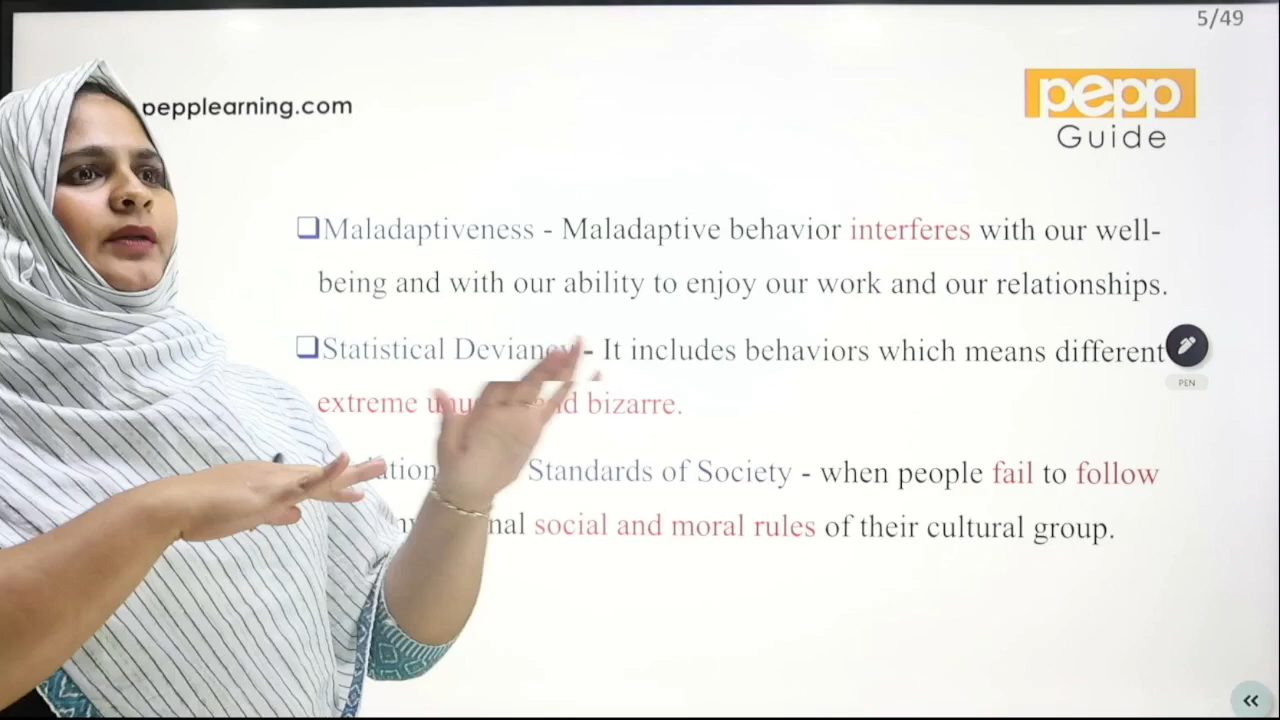 5/49
pepplearning.com
pepp
Guide
Maladaptiveness - Maladaptive behavior interferes with our well-
being and with our ability to enjoy our work and our relationships.
Statistical Deviancy - It includes behaviors which means different
PEN
extreme and bizarre.
Standards of Society - when people fail to follow
social and moral rules of their cultural group.